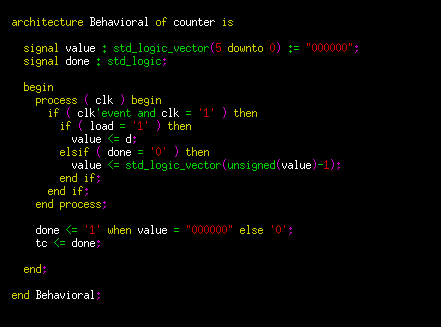 architecture Behavioral of counter is
signal value : std_logic_vector(5 downto 0) := "000000";
signal done : std_logic;
begin
process ( clk ) begin
if ( clk'event and clk = '1' ) then
if ( load = '1' ) then
value <= d;
elsif ( done = '0' ) then
value <= std_logic_vector(unsigned(value)-1);
end if;
end if;
end process;
done <= '1' when value = "000000" else '0';
tc <= done;
end;
end Behavioral;